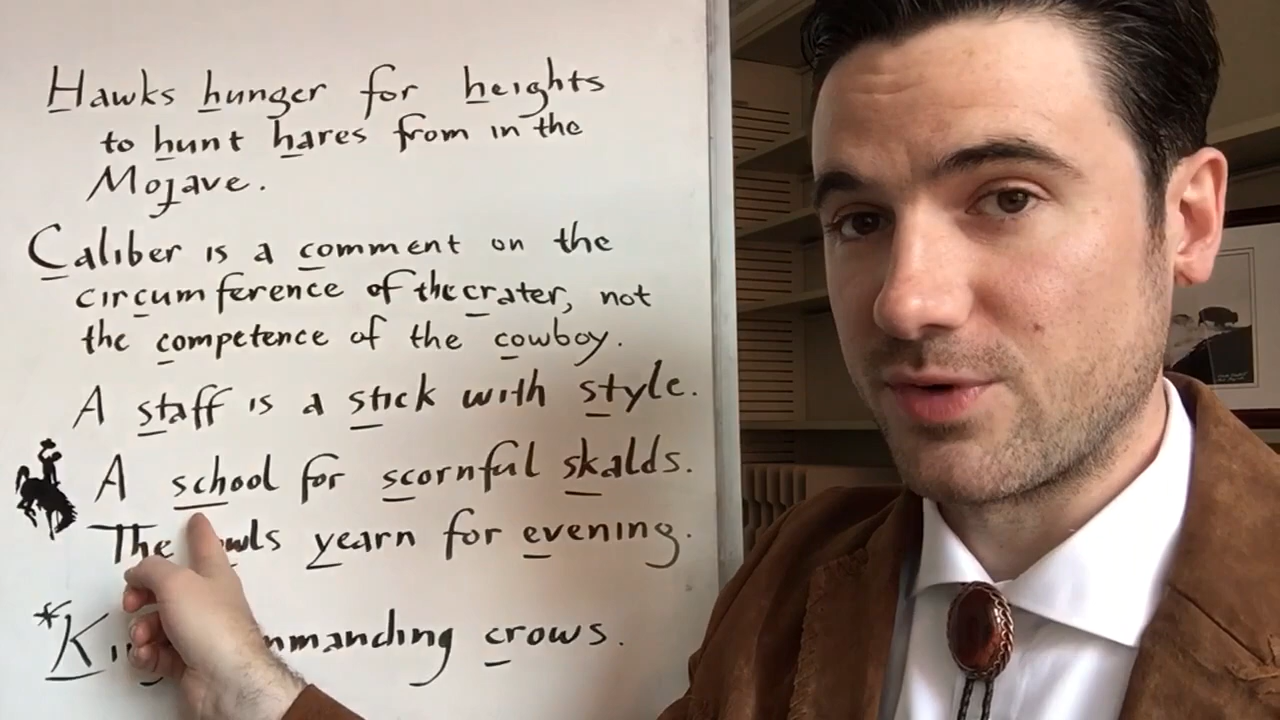 Hawks hunger for heights
to hunt hares from in the
Mojave.
Caliber is a comment on the
circumference of the crater, not
the competence of the cowboy.
A staff is a stick with style.
A school for scornful skalds.
The yearn for evening.
* crows.